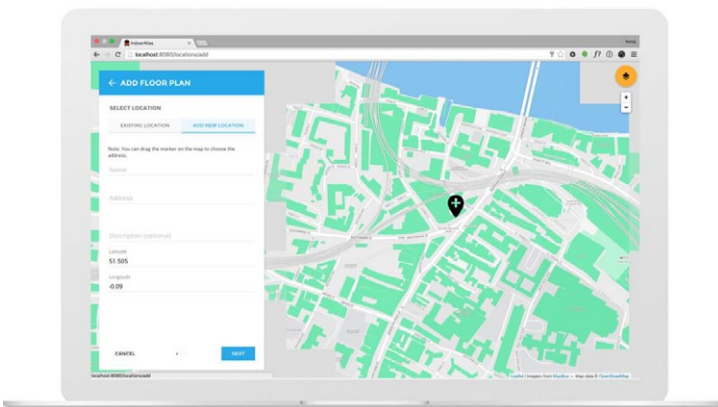 IndoorAtlas
localhost:8080/locations/add
ADD FLOOR PLAN
SELECT LOCATION
EXISTING LOCATION
ADD NEW LOCATION
Note: You can drag the marker on the map to choose the
address.
Name
Address
Description (optional)
Latitude
51.505
Longitude
-0.09
CANCEL
NEXT
localhost:8080/locations/add
+
-
Leaflet | Imagery from MapBox — Map data © OpenStreetMap